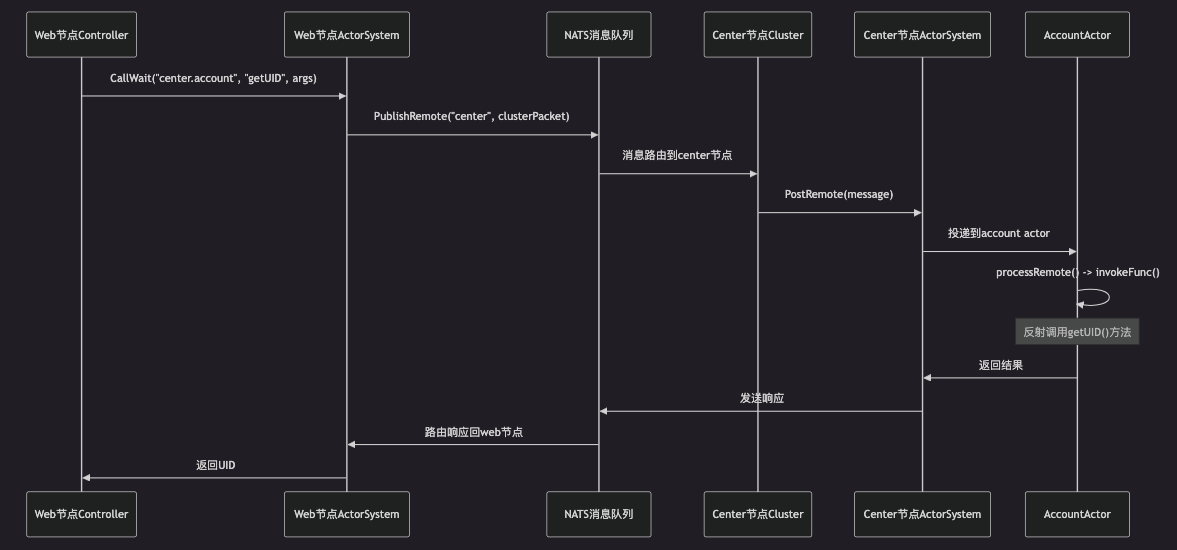 Web节点Controller
Web节点ActorSystem
NATS消息队列
Center节点Cluster
Center节点ActorSystem
AccountActor
CallWait("center.account", "getUID", args)
PublishRemote("center", clusterPacket)
消息路由到center节点
PostRemote(message)
投递到account actor
processRemote() -> invokeFunc()
反射调用getUID()方法
返回结果
发送响应
路由响应回web节点
返回UID
Web节点Controller
Web节点ActorSystem
NATS消息队列
Center节点Cluster
Center节点ActorSystem
AccountActor